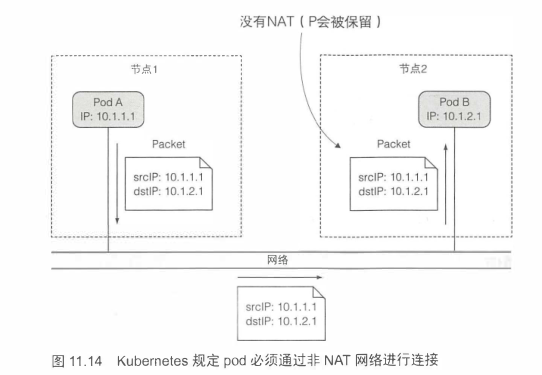 没有NAT（P会被保留）
节点1
节点2
Pod A
IP: 10.1.1.1
Pod B
IP: 10.1.2.1
Packet
srcIP: 10.1.1.1
dstIP: 10.1.2.1
Packet
srcIP: 10.1.1.1
dstIP: 10.1.2.1
网络
srcIP: 10.1.1.1
dstIP: 10.1.2.1
图 11.14 Kubernetes 规定 pod 必须通过非 NAT 网络进行连接